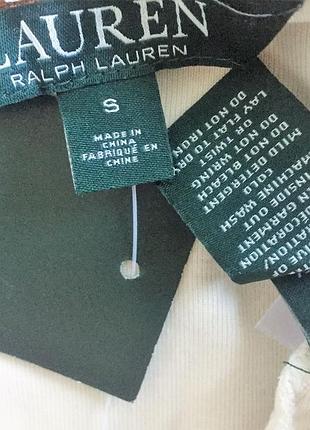 LAUREN
RALPH LAUREN
S
MADE IN
CHINA
FABRIQUÉ EN
CHINE
DECORATION
IN GARMENT
INSIDE OUT
MACHINE WASH
COLD
MILD DETERGENT
DO NOT BLEACH
DO NOT WRING
OR TWIST
LAY FLAT TO DRY
DO NOT IRON